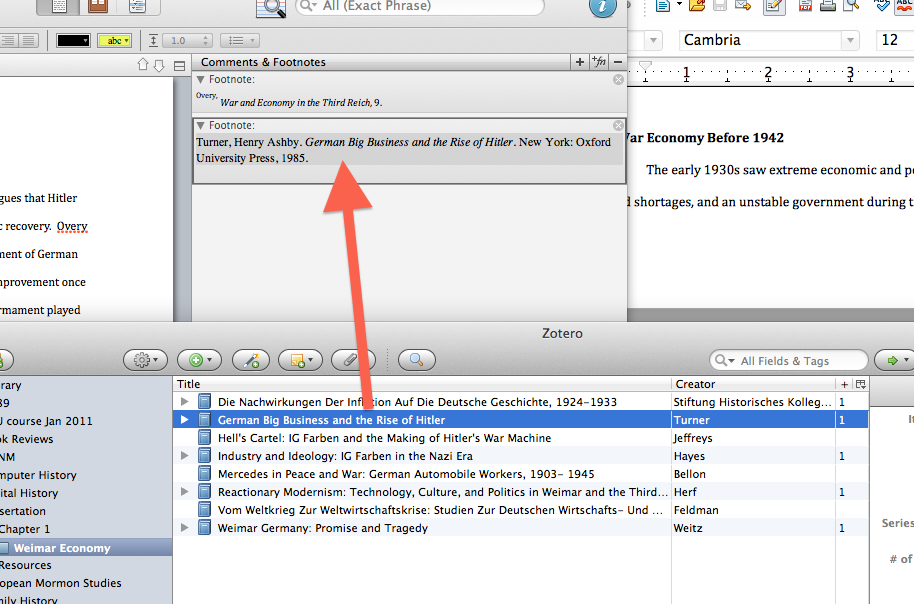 All (Exact Phrase)
abc
1.0
Cambria
12
Comments & Footnotes
+fn
1
2
3
Footnote:
Overy, War and Economy in the Third Reich, 9.
Footnote:
Turner, Henry Ashby. German Big Business and the Rise of Hitler. New York: Oxford
University Press, 1985.
gues that Hitler
c recovery. Overy
ment of German
mprovement once
rmament played
ar Economy Before 1942
The early 1930s saw extreme economic and po
d shortages, and an unstable government during t
Zotero
All Fields & Tags
rary
39
J course Jan 2011
ok Reviews
NM
mputer History
ital History
sertation
Chapter 1
Weimar Economy
Resources
opean Mormon Studies
mily History
Title Creator +
Die Nachwirkungen Der Inflation Auf Die Deutsche Geschichte, 1924-1933 Stiftung Historisches Kolleg... 1
German Big Business and the Rise of Hitler Turner 1
Hell's Cartel: IG Farben and the Making of Hitler's War Machine Jeffreys
Industry and Ideology: IG Farben in the Nazi Era Hayes 1
Mercedes in Peace and War: German Automobile Workers, 1903- 1945 Bellon
Reactionary Modernism: Technology, Culture, and Politics in Weimar and the Third... Herf 1
Vom Weltkrieg Zur Weltwirtschaftskrise: Studien Zur Deutschen Wirtschafts- Und ... Feldman
Weimar Germany: Promise and Tragedy Weitz 1
It
Series
# of